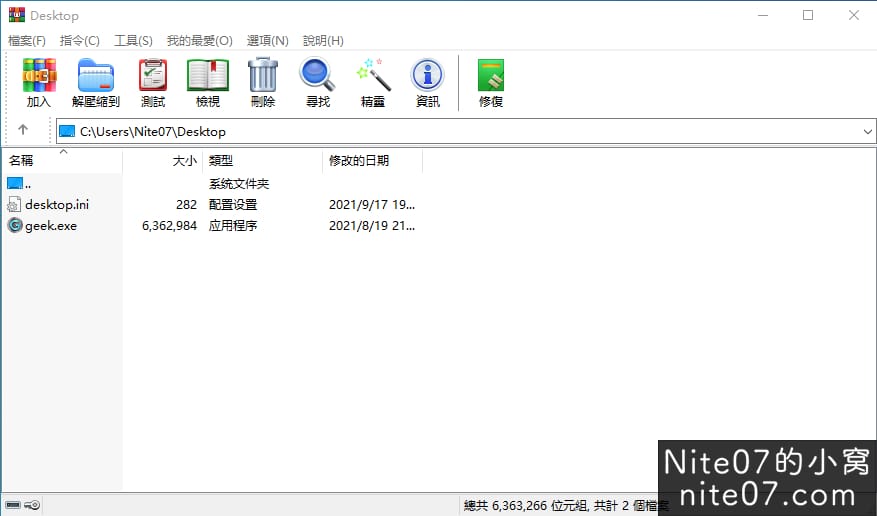 Desktop
檔案(F) 指令(C) 工具(S) 我的最愛(O) 選項(N) 說明(H)
加入 解壓縮到 測試 檢視 刪除 尋找 精靈 資訊 修復
C:\Users\Nite07\Desktop
名稱 大小 類型 修改的日期
.. 系统文件夹
desktop.ini 282 配置设置 2021/9/17 19...
geek.exe 6,362,984 应用程序 2021/8/19 21...
Nite07的小窝
nite07.com
總共 6,363,266 位元組, 共計 2 個檔案